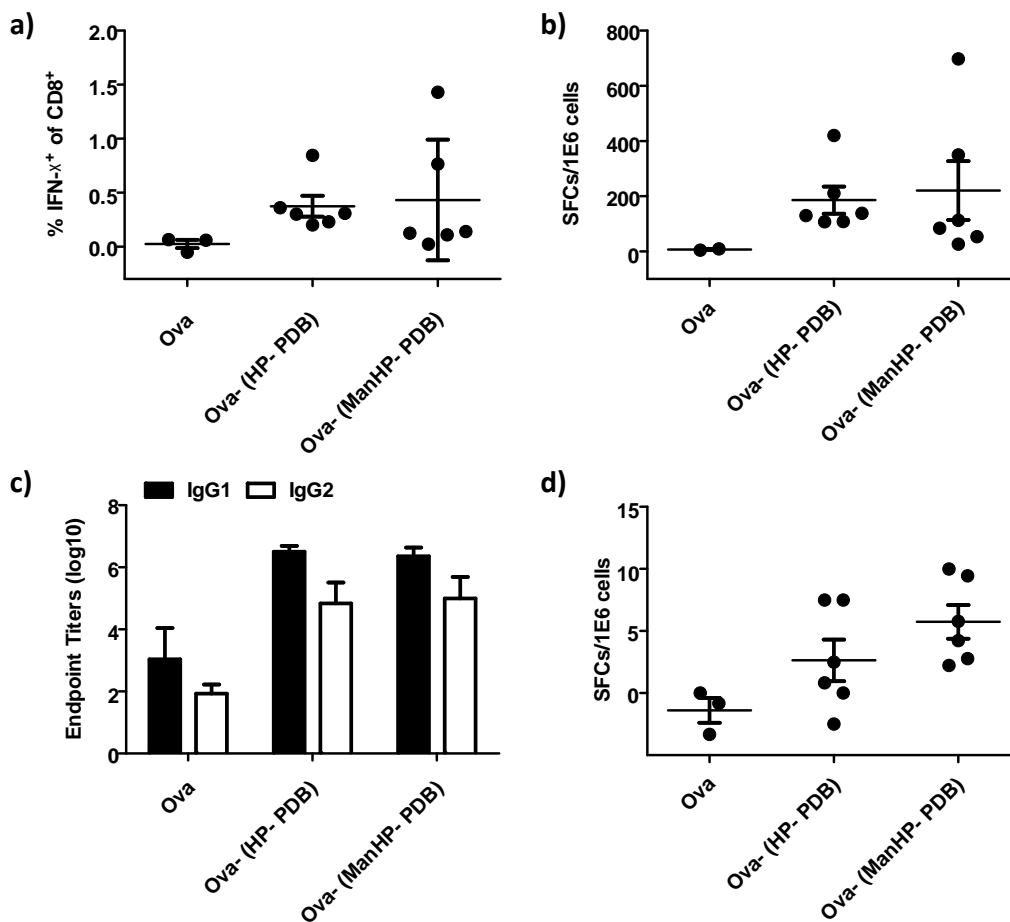 a)
2.0
1.5
1.0
0.5
0.0
% IFN-χ+ of CD8+
Ova
Ova- (HP- PDB)
Ova- (ManHP- PDB)
b)
800
600
400
200
0
SFCs/1E6 cells
Ova
Ova- (HP- PDB)
Ova- (ManHP- PDB)
c)
IgG1
IgG2
8
6
4
2
0
Endpoint Titers (log10)
Ova
Ova- (HP- PDB)
Ova- (ManHP- PDB)
d)
15
10
5
0
SFCs/1E6 cells
Ova
Ova- (HP- PDB)
Ova- (ManHP- PDB)